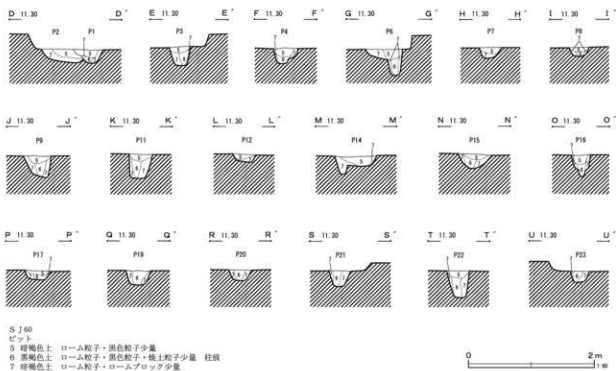 D 11.30 D´
E 11.30 E´
F 11.30 F´
G 11.30 G´
H 11.30 H´
I 11.30 I´
P2 P1
P3
P4
P6
P7
P8
J 11.30 J´
K 11.30 K´
L 11.30 L´
M 11.30 M´
N 11.30 N´
O 11.30 O´
P9
P11
P12
P14
P15
P16
P 11.30 P´
Q 11.30 Q´
R 11.30 R´
S 11.30 S´
T 11.30 T´
U 11.30 U´
P17
P19
P20
P21
P22
P23
SJ60
ピット
5 暗褐色土 ローム粒子・黒色粒子少量
6 黒褐色土 ローム粒子・黒色粒子・焼土粒子少量 柱痕
7 暗褐色土 ローム粒子・ロームブロック少量
0 2m